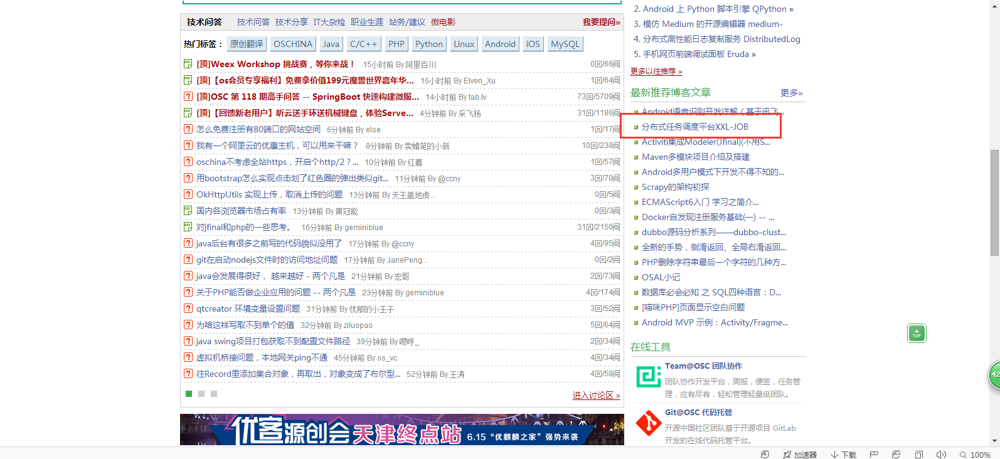 技术问答 技术问答 技术分享 IT大杂烩 职业生涯 站务/建议 微电影 我要提问»
热门标签： 原创翻译 OSCHINA Java C/C++ PHP Python Linux Android iOS MySQL
[顶]Weex Workshop 挑战赛，等你来战！ 15小时前 By 阿里百川 0回/66阅
[顶]【os会员专享福利】免费拿价值199元魔兽世界嘉年华... 16小时前 By Elven_Xu 1回/64阅
[顶]OSC 第 118 期高手问答 -- SpringBoot 快速构建微服... 14小时前 By tab.lv 73回/5709阅
[顶]【回馈新老用户】听云送手环送机械键盘，体验Serve... 4分钟前 By 采飞扬 31回/1186阅
怎么免费注册有80端口的网站空间 6分钟前 By else 1回/17阅
我有一个阿里云的优惠主机，可以用来干嘛？ 8分钟前 By 卖蜡笔的小新 10回/238阅
oschina不考虑全站https，开启个http/2？... 10分钟前 By 红薯 1回/57阅
用bootstrap怎么实现点击划了红色圈的弹出类似git... 11分钟前 By @ccny 3回/70阅
OkHttpUtils 实现上传，取消上传的问题 13分钟前 By 天王盖地虎... 0回/5阅
国内各浏览器市场占有率 13分钟前 By 黄冠能 0回/3阅
对jfinal和php的一些思考。 16分钟前 By geminiblue 31回/2150阅
java后台有很多之前写的代码貌似没用了 17分钟前 By @ccny 4回/95阅
git在启动nodejs文件时的访问地址问题 17分钟前 By JanePeng... 0回/2阅
java会发展得很好， 越来越好 - 两个凡是 21分钟前 By 宏哥 2回/73阅
关于PHP能否做企业应用的问题 -- 两个凡是 23分钟前 By geminiblue 4回/174阅
qtcreator 环境变量设置问题 31分钟前 By 忧郁的小王子 3回/52阅
为啥这样写取不到单个的值 32分钟前 By ziluopao 5回/64阅
java swing项目打包获取不到配置文件路径 39分钟前 By 嗯哼_ 2回/34阅
虚拟机桥接问题，本地网关ping不通 45分钟前 By os_vc 4回/34阅
往Record里添加集合对象，再取出，对象变成了布尔型... 52分钟前 By 王涛 4回/58阅
进入讨论区 »
优客源创会天津终点站 6.15 “优麒麟之家”强势来袭
2. Android 上 Python 脚本引擎 QPython »
3. 模仿 Medium 的开源编辑器 medium-
4. 分布式高性能日志复制服务 DistributedLog
5. 手机网页前端调试面板 Eruda »
更多以往推荐 »
最新推荐博客文章 更多»
Android语音识别开发详解（基于讯飞...
分布式任务调度平台XXL-JOB
Activiti集成Modeler(Jfinal)(不用S...
Maven多模块项目介绍及搭建
Android多用户模式下开发不得不知的...
Scrapy的架构初探
ECMAScript6入门 学习之简介...
Docker自发现注册服务基础(一) -- ...
dubbo源码分析系列——dubbo-clust...
全新的手势，侧滑返回、全局右滑返回...
PHP删除字符串最后一个字符的几种方...
OSAL小记
数据库必会必知 之 SQL四种语言：D...
[喵咪PHP]页面显示空白问题
Android MVP 示例：Activity/Fragme...
在线工具
Team@OSC 团队协作
团队协作开发平台，周报，便签，任务管
理，应有尽有，轻松管理轻量级团队。
Git@OSC 代码托管
开源中国社区团队基于开源项目 GitLab
开发的在线代码托管平台。
TOP
42
加速器 下载 100%